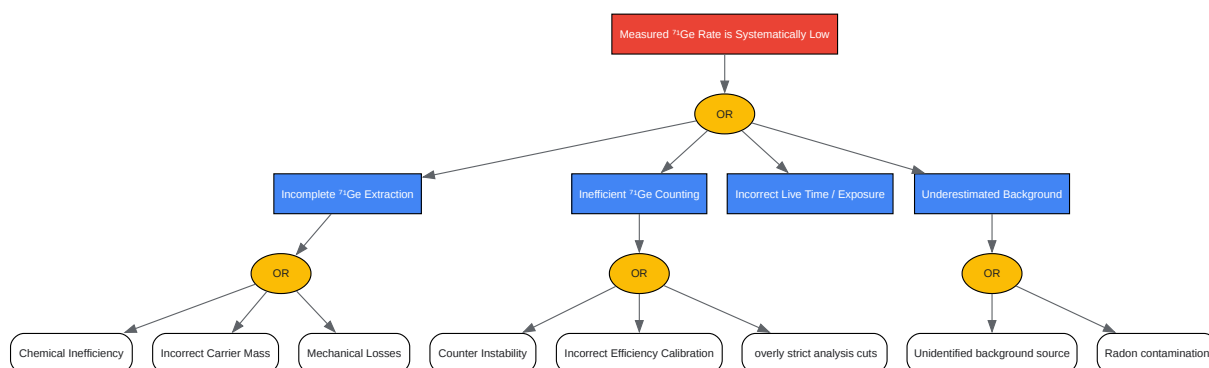 Measured ⁷¹Ge Rate is Systematically Low
OR
Incomplete ⁷¹Ge Extraction
Inefficient ⁷¹Ge Counting
Incorrect Live Time / Exposure
Underestimated Background
OR
OR
OR
Chemical Inefficiency
Incorrect Carrier Mass
Mechanical Losses
Counter Instability
Incorrect Efficiency Calibration
overly strict analysis cuts
Unidentified background source
Radon contamination